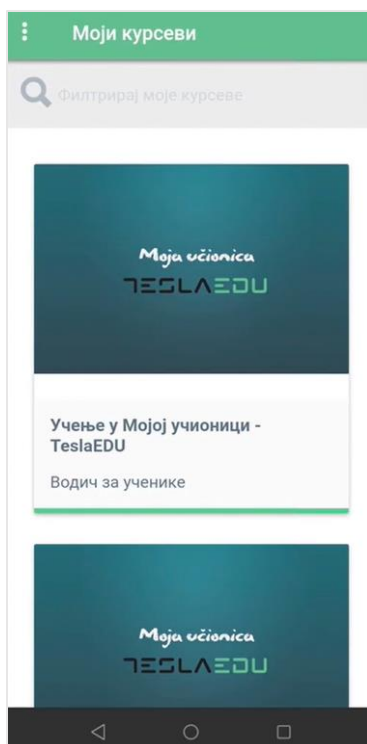 Моји курсеви
Филтрирај моје курсеве
Moja učionica
TESLAEDU
Учење у Мојој учионици -
TeslaEDU
Водич за ученике
Moja učionica
TESLAEDU